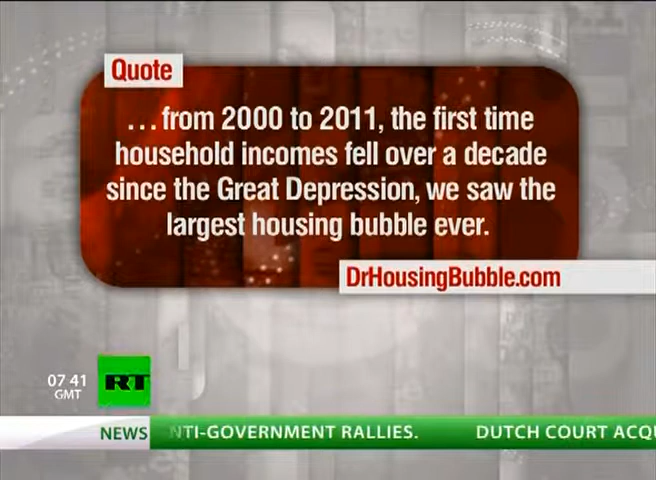 Quote
...from 2000 to 2011, the first time
household incomes fell over a decade
since the Great Depression, we saw the
largest housing bubble ever.
DrHousingBubble.com
07 41
GMT
RT
NEWS
NTI-GOVERNMENT RALLIES. DUTCH COURT ACQU